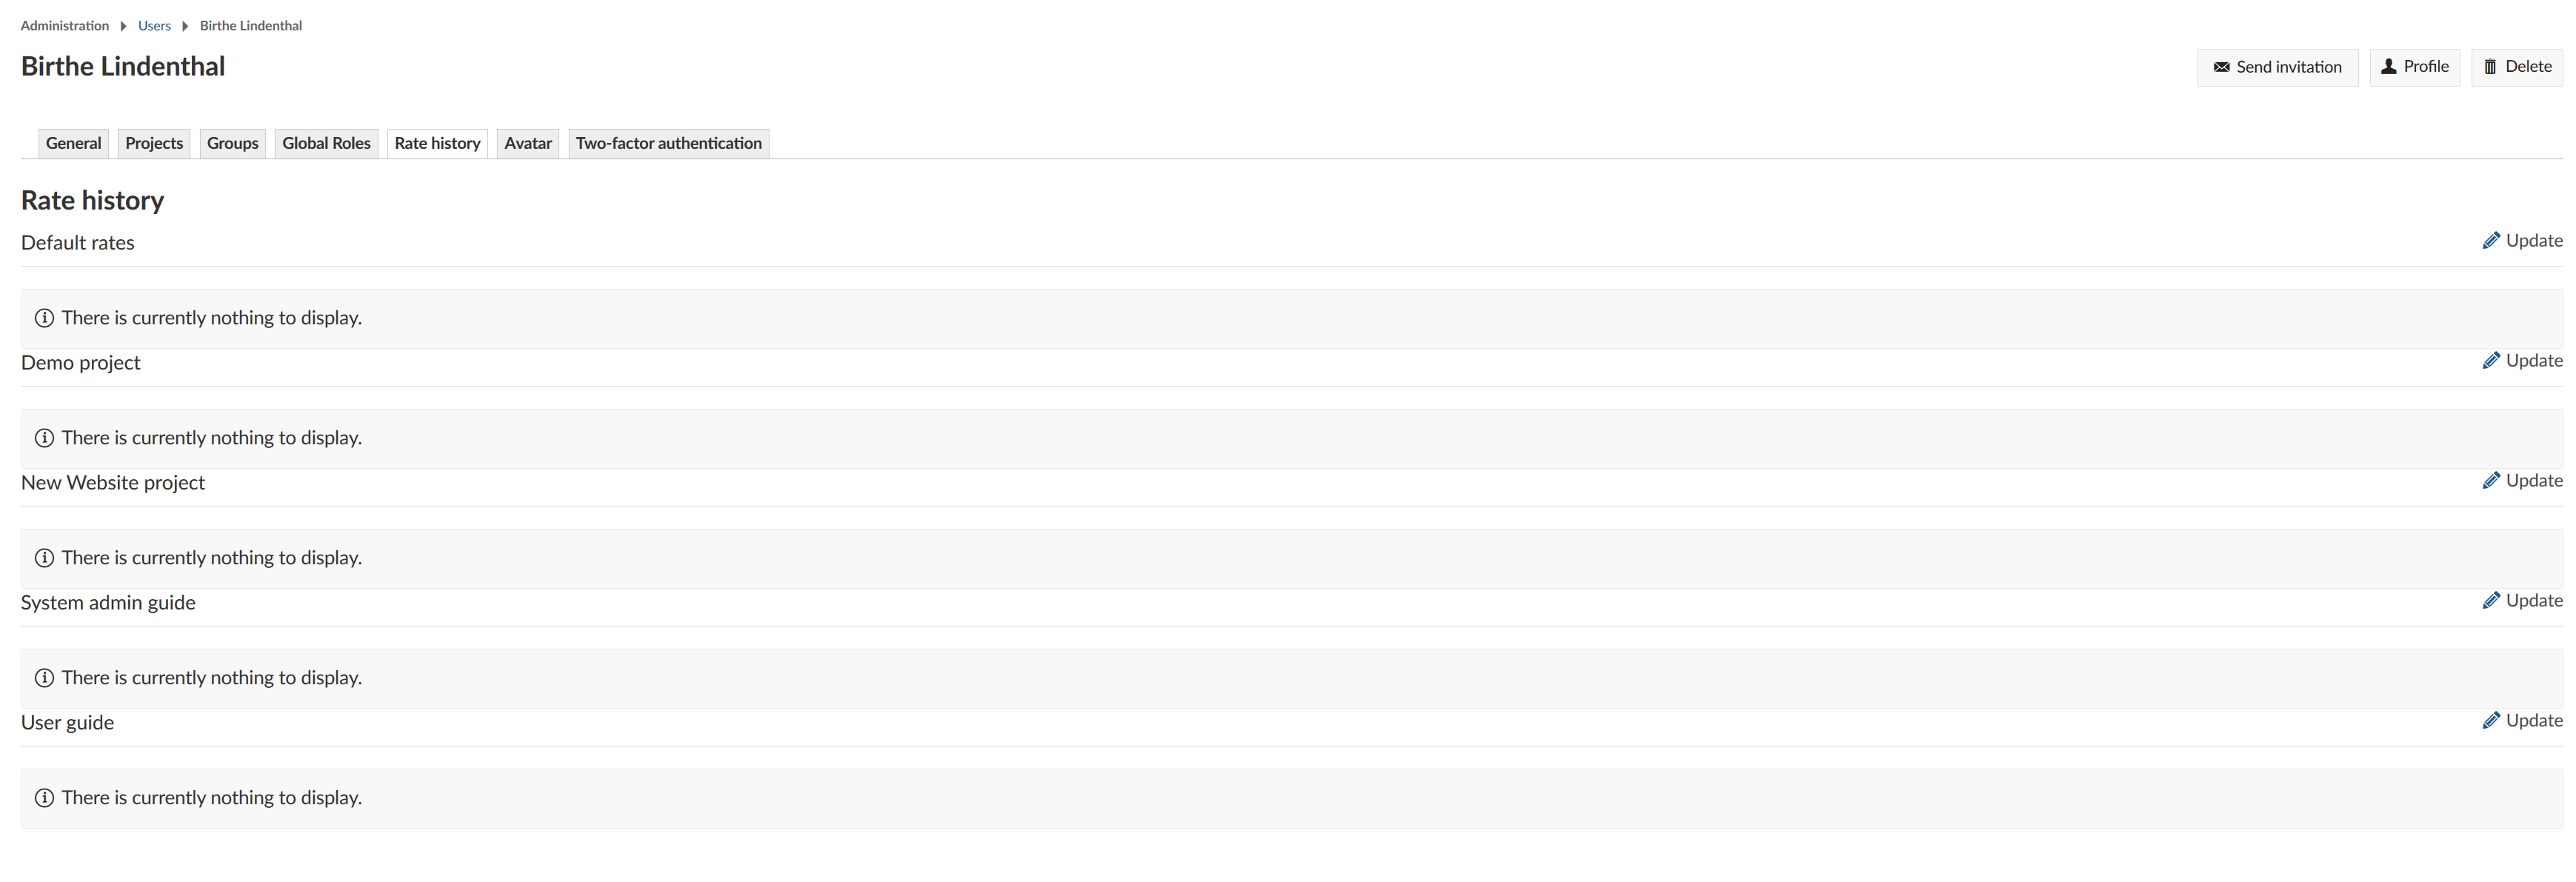 Administration Users Birthe Lindenthal
Birthe Lindenthal
Send invitation Profile Delete
General Projects Groups Global Roles Rate history Avatar Two-factor authentication
Rate history
Default rates Update
There is currently nothing to display.
Demo project Update
There is currently nothing to display.
New Website project Update
There is currently nothing to display.
System admin guide Update
There is currently nothing to display.
User guide Update
There is currently nothing to display.